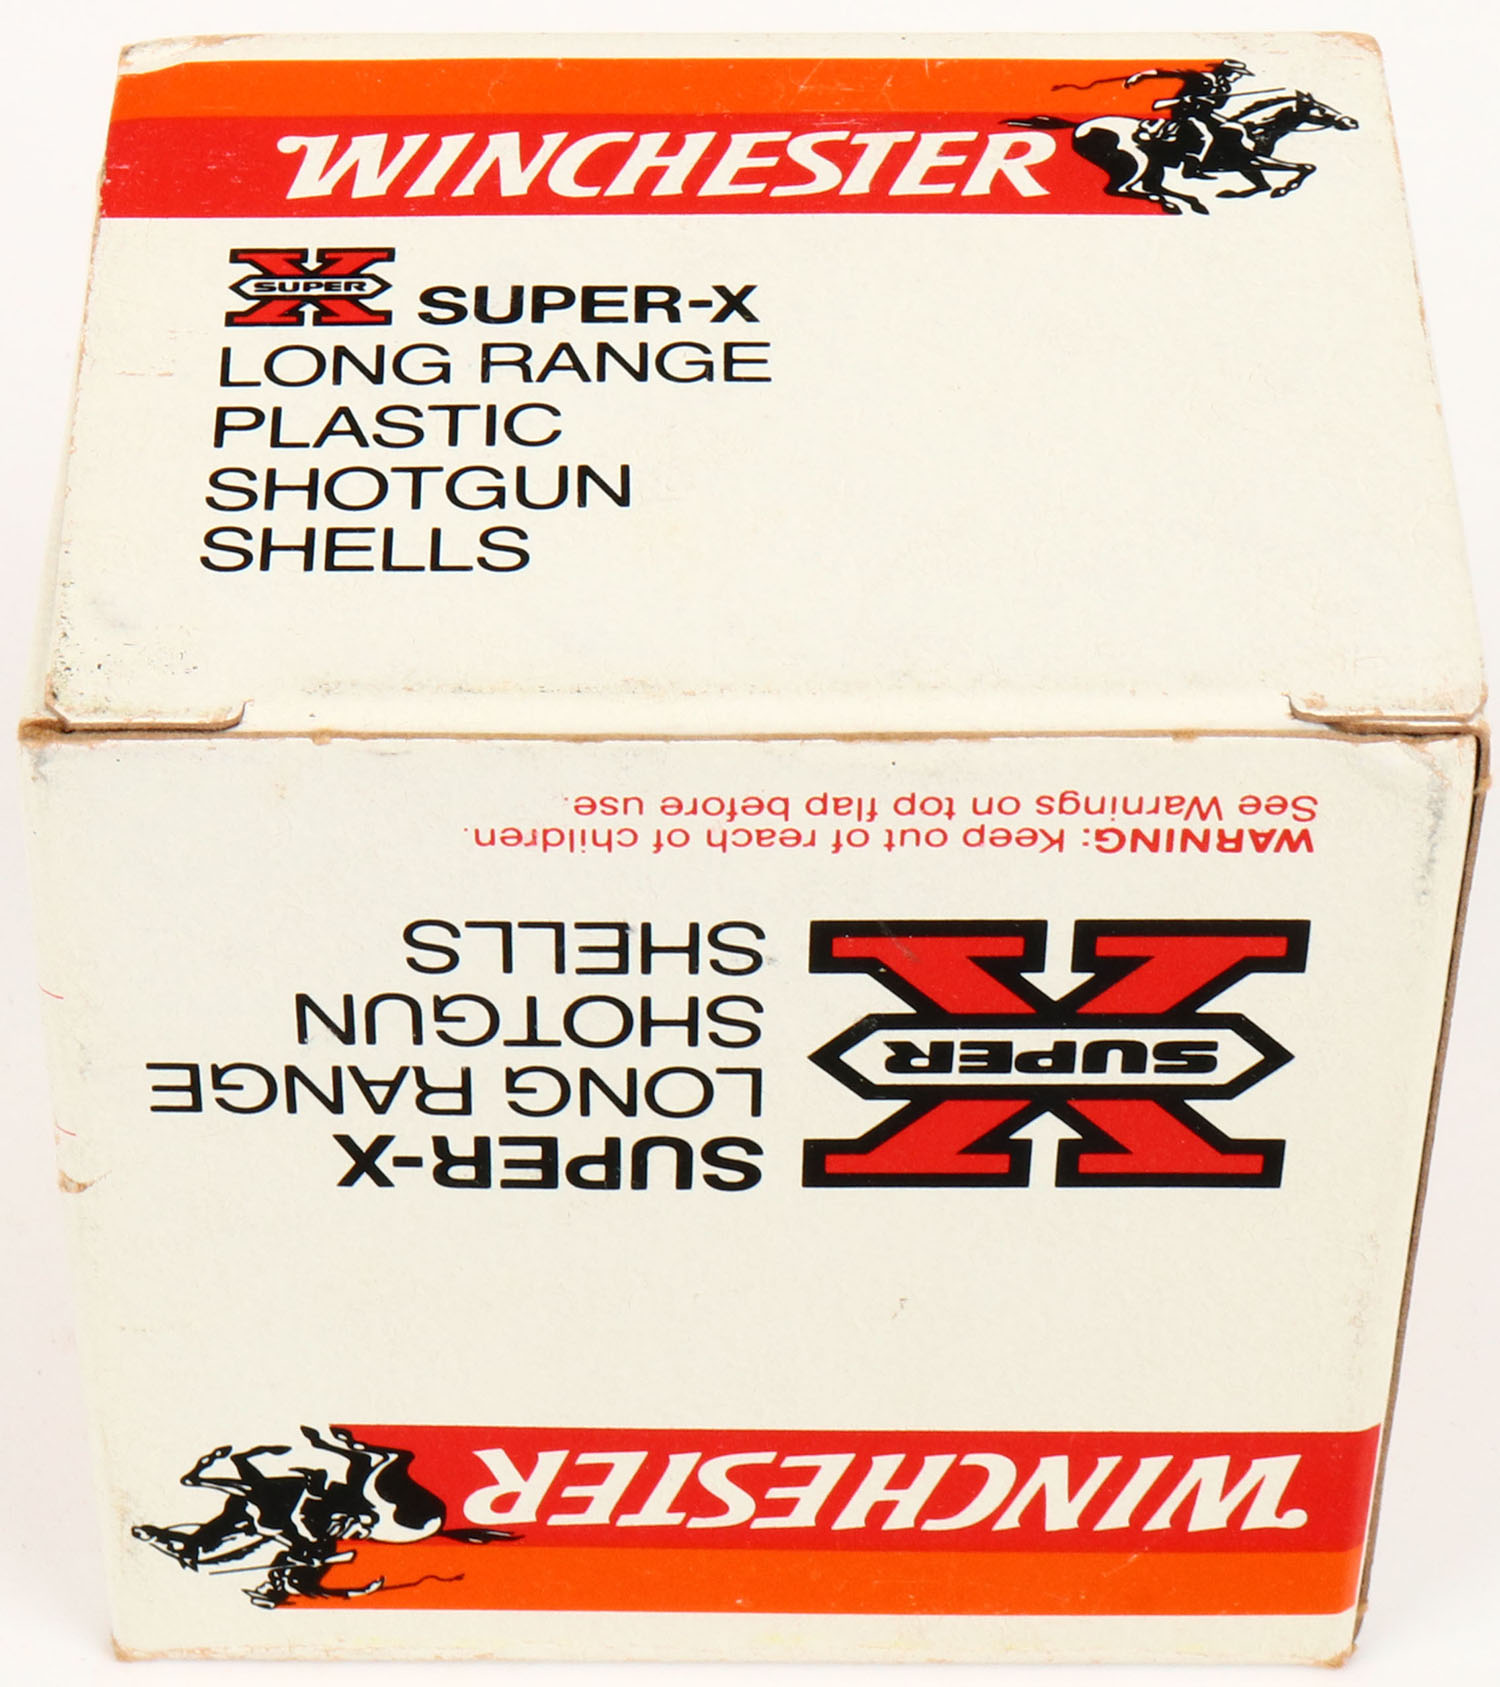 WINCHESTER
SUPER X SUPER-X
LONG RANGE
PLASTIC
SHOTGUN
SHELLS
WINCHESTER
SUPER-X
LONG RANGE
SHOTGUN
SHELLS
SUPER X
WARNING: Keep out of reach of children.
See Warnings on top flap before use.